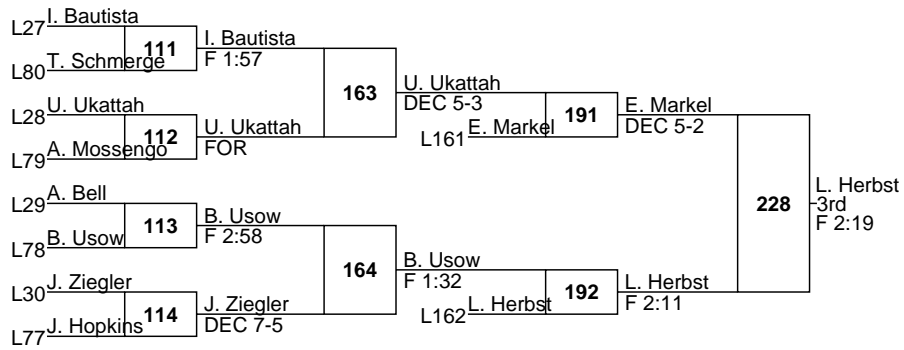 L27 I. Bautista
111
L80 T. Schmerge
I. Bautista
F 1:57
L28 U. Ukattah
112
L79 A. Mossengo
U. Ukattah
FOR
163
U. Ukattah
DEC 5-3
L161 E. Markel
191
E. Markel
DEC 5-2
L29 A. Bell
113
L78 B. Usow
B. Usow
F 2:58
L30 J. Ziegler
114
L77 J. Hopkins
J. Ziegler
DEC 7-5
164
B. Usow
F 1:32
L162 L. Herbst
192
L. Herbst
F 2:11
228
L. Herbst
3rd
F 2:19